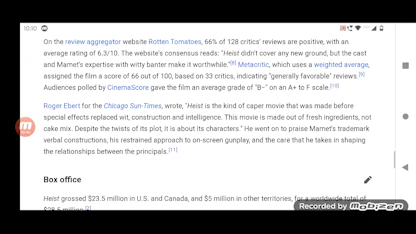 10:10
On the review aggregator website Rotten Tomatoes, 66% of 128 critics' reviews are positive, with an
average rating of 6.3/10. The website's consensus reads: "Heist didn't cover any new ground, but the cast
and Mamet's expertise with witty banter make it worthwhile."[8] Metacritic, which uses a weighted average,
assigned the film a score of 66 out of 100, based on 33 critics, indicating "generally favorable" reviews.[9]
Audiences polled by CinemaScore gave the film an average grade of "B−" on an A+ to F scale.[10]
Roger Ebert for the Chicago Sun-Times, wrote, "Heist is the kind of caper movie that was made before
special effects replaced wit, construction and intelligence. This movie is made out of fresh ingredients, not
cake mix. Despite the twists of its plot, it is about its characters." He went on to praise Mamet's trademark
verbal constructions, his restrained approach to on-screen gunplay, and the care that he takes in shaping
the relationships between the principals.[11]
Box office
Heist grossed $23.5 million in U.S. and Canada, and $5 million in other territories, for a worldwide total of
$28.5 million.[2]
Recorded by MOBIZEN